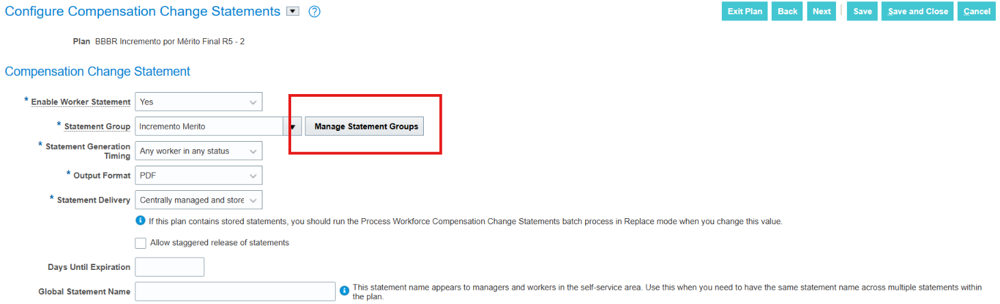 Configure Compensation Change Statements
Exit Plan Back Next Save Save and Close Cancel
Plan BBBR Incremento por Mérito Final R5 - 2
Compensation Change Statement
* Enable Worker Statement Yes
* Statement Group Incremento Merito Manage Statement Groups
* Statement Generation
Timing Any worker in any status
* Output Format PDF
* Statement Delivery Centrally managed and store
If this plan contains stored statements, you should run the Process Workforce Compensation Change Statements batch process in Replace mode when you change this value.
Allow staggered release of statements
Days Until Expiration
Global Statement Name
This statement name appears to managers and workers in the self-service area. Use this when you need to have the same statement name across multiple statements within
the plan.